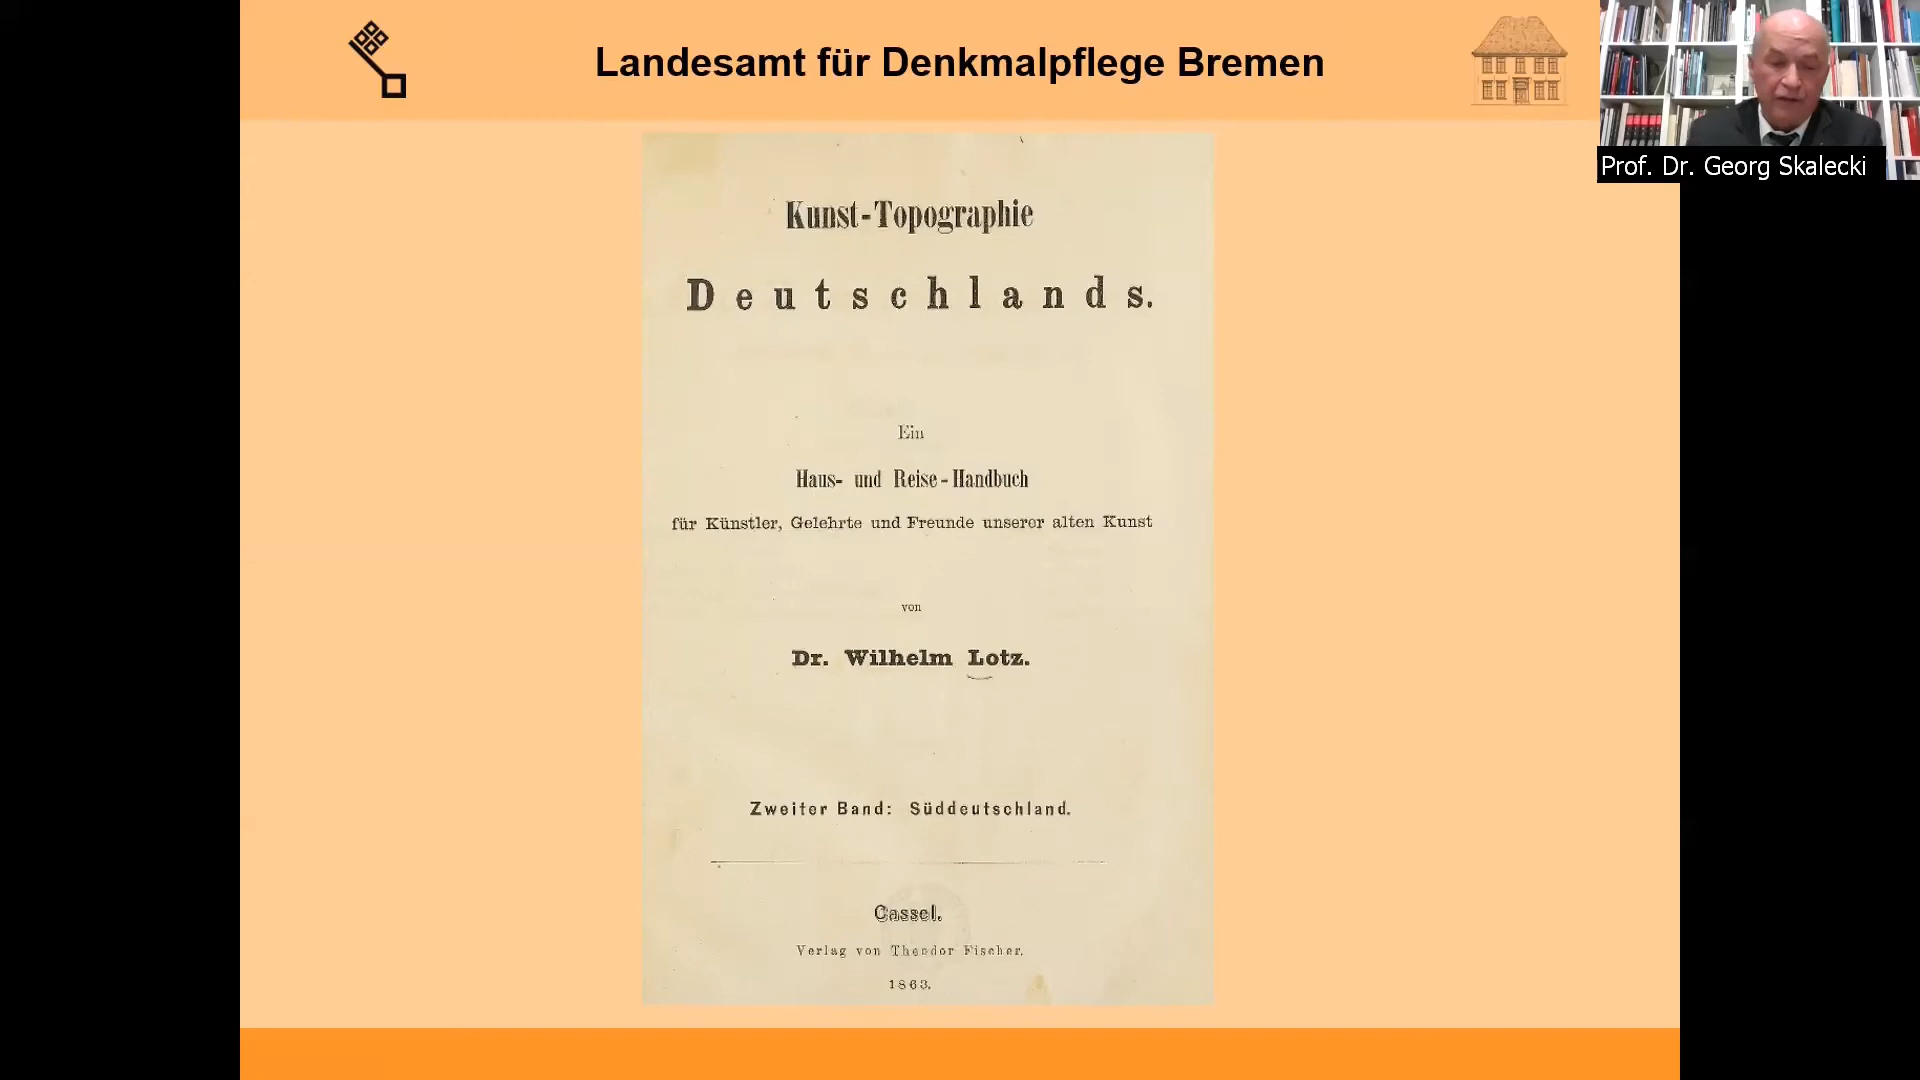 Landesamt für Denkmalpflege Bremen
Prof. Dr. Georg Skalecki
Kunst-Topographie
Deutschlands.
Ein
Haus- und Reise-Handbuch
für Künstler, Gelehrte und Freunde unserer alten Kunst
von
Dr. Wilhelm Lotz.
Zweiter Band: Süddeutschland.
Cassel.
Verlag von Theodor Fischer.
1863.